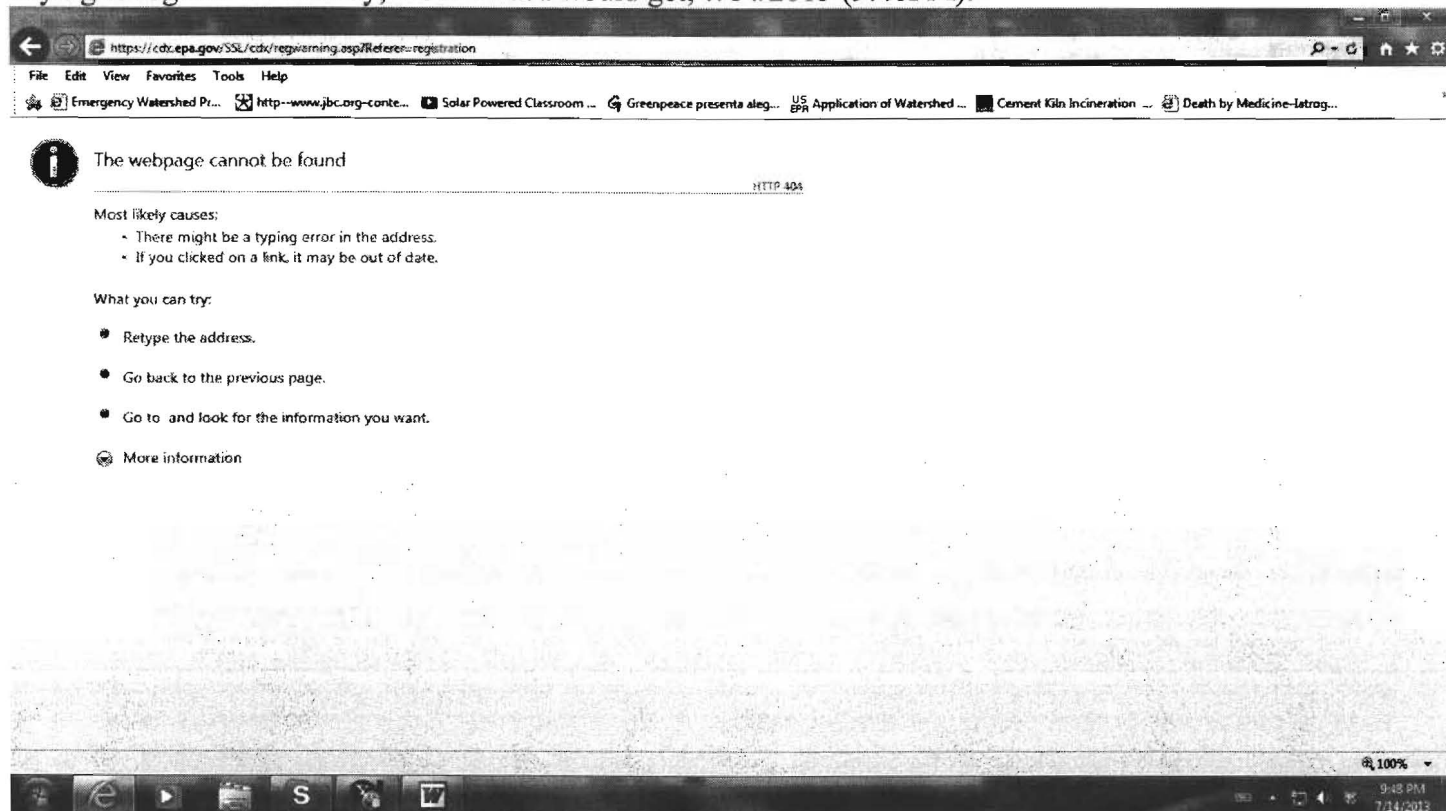 https://cdx.epa.gov/SSL/cdx/regwarning.asp?Referer=registration
File Edit View Favorites Tools Help
Emergency Watershed Pr... http--www.jbc.org-conte... Solar Powered Classroom ... Greenpeace presenta aleg... US EPA Application of Watershed ... Cement Kiln Incineration ... Death by Medicine-Iatrog...
The webpage cannot be found
HTTP 404
Most likely causes:
• There might be a typing error in the address.
• If you clicked on a link, it may be out of date.
What you can try:
• Retype the address.
• Go back to the previous page.
• Go to and look for the information you want.
More information
100%
9:48 PM
7/14/2013